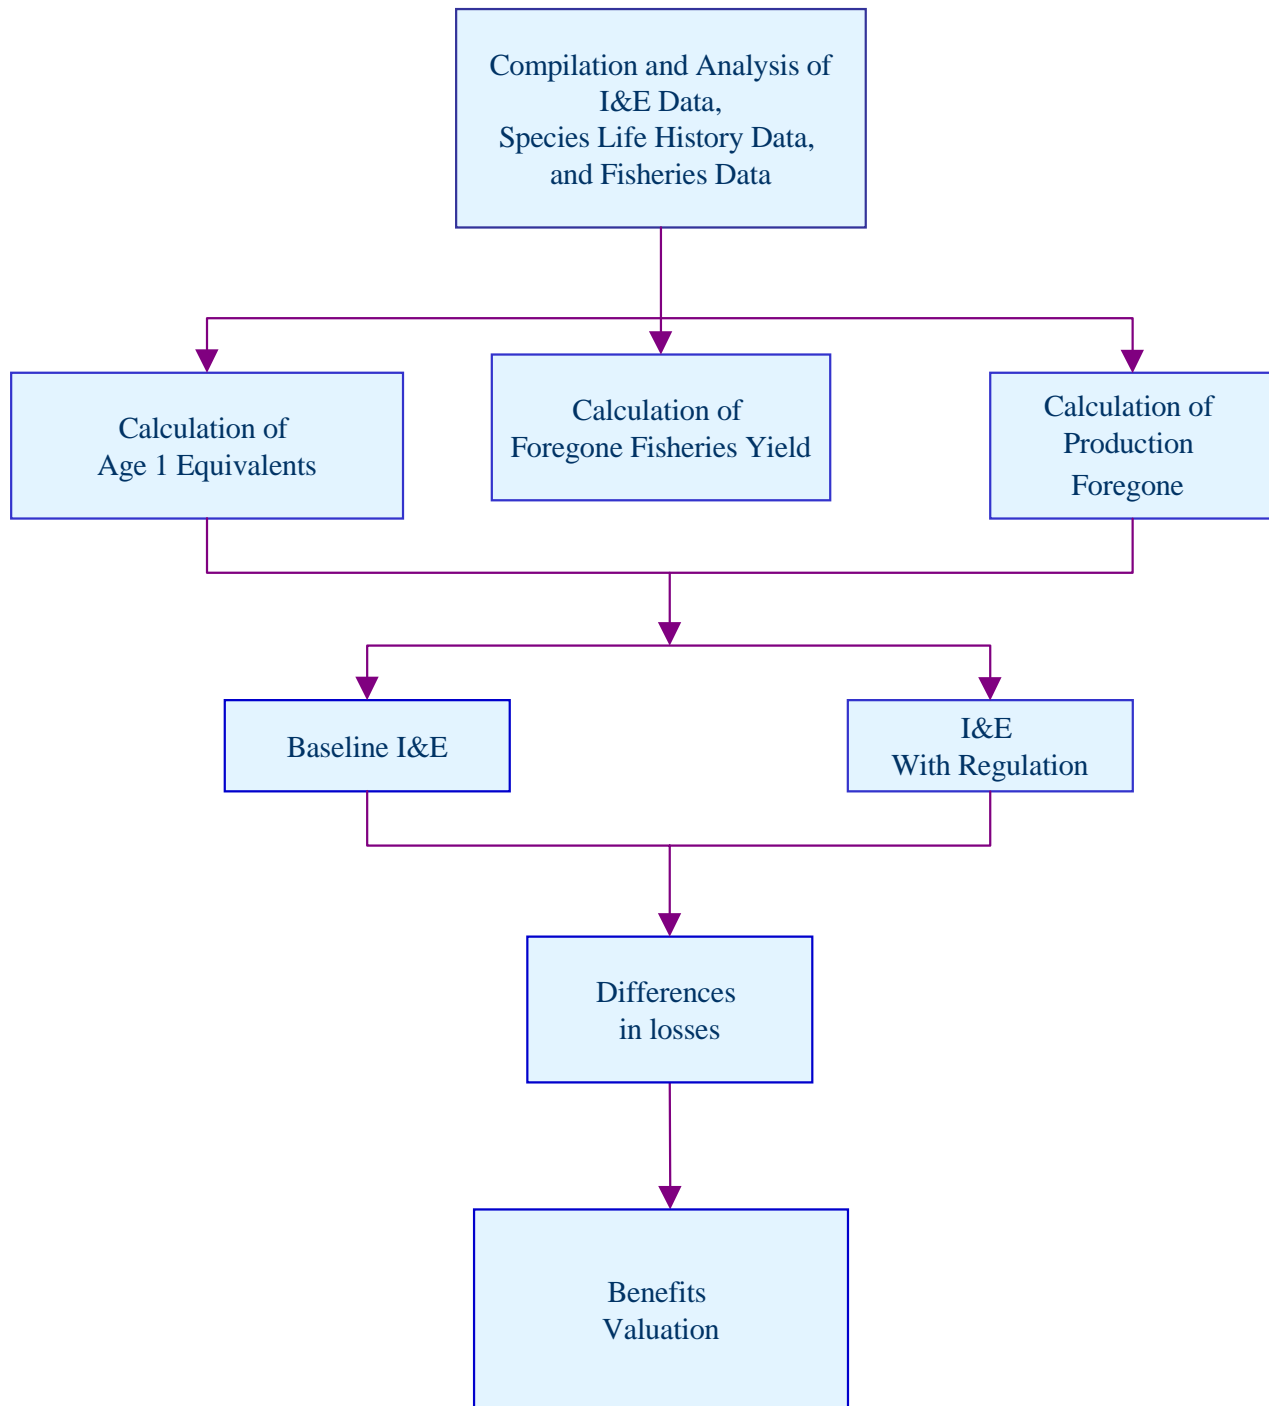 Compilation and Analysis of
I&E Data,
Species Life History Data,
and Fisheries Data
Calculation of
Age 1 Equivalents
Calculation of
Foregone Fisheries Yield
Calculation of
Production
Foregone
Baseline I&E
I&E
With Regulation
Differences
in losses
Benefits
Valuation